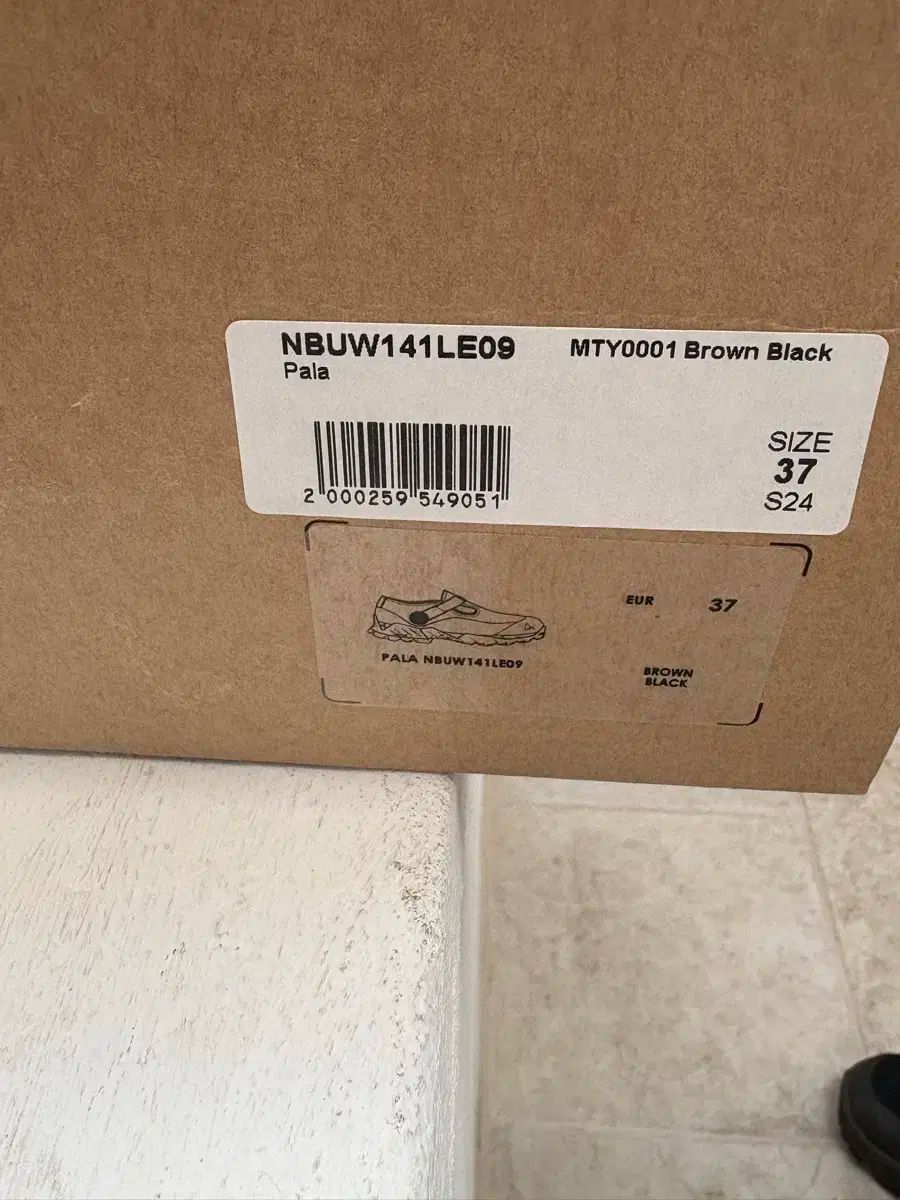 NBUW141LE09 MTY0001 Brown Black
Pala
SIZE
37
S24
2 000259 549051
EUR 37
PALA NBUW141LE09
BROWN
BLACK